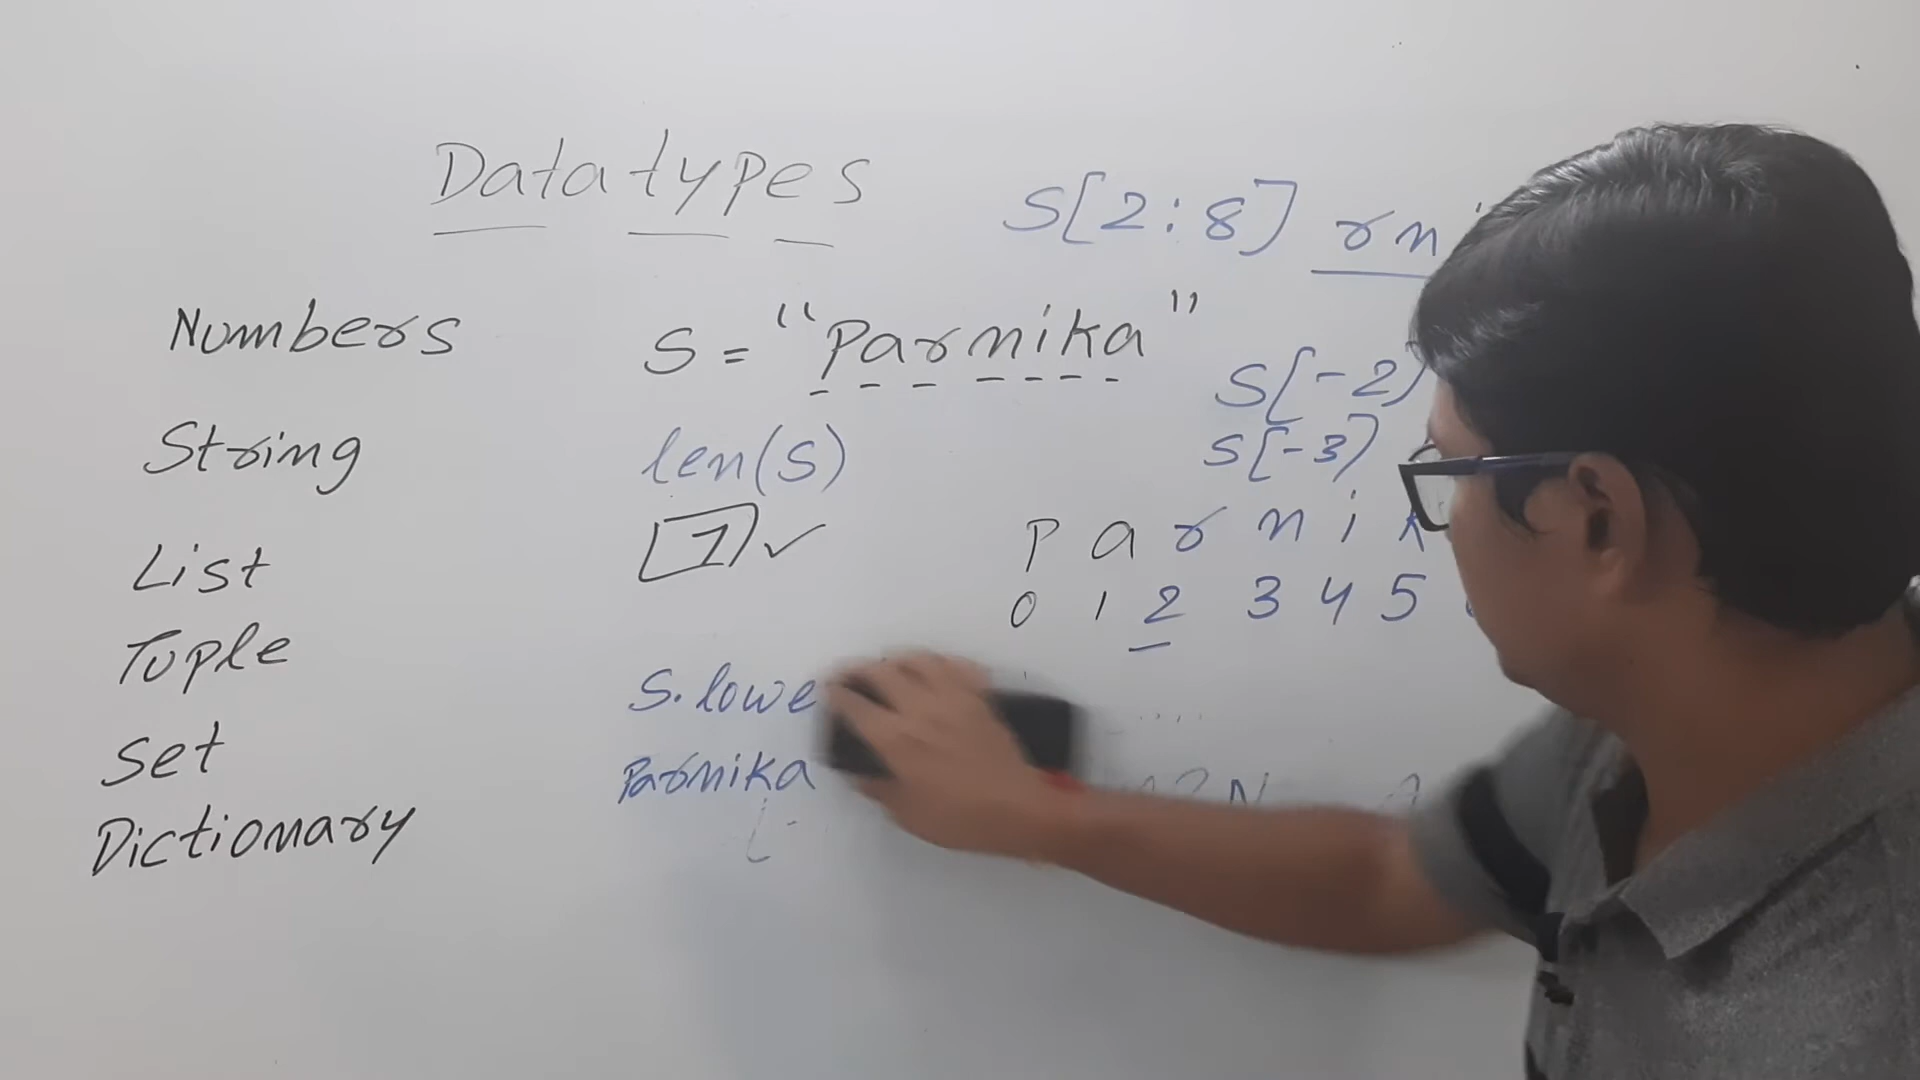 Datatypes
S[2:8] rni
Numbers
S = "Parnika"
S[-2]
String
len(S)
S[-3]
7 ✓
P a r n i k
List
0 1 2 3 4 5
Tuple
S.lowe
Set
Parnika
Dictionary